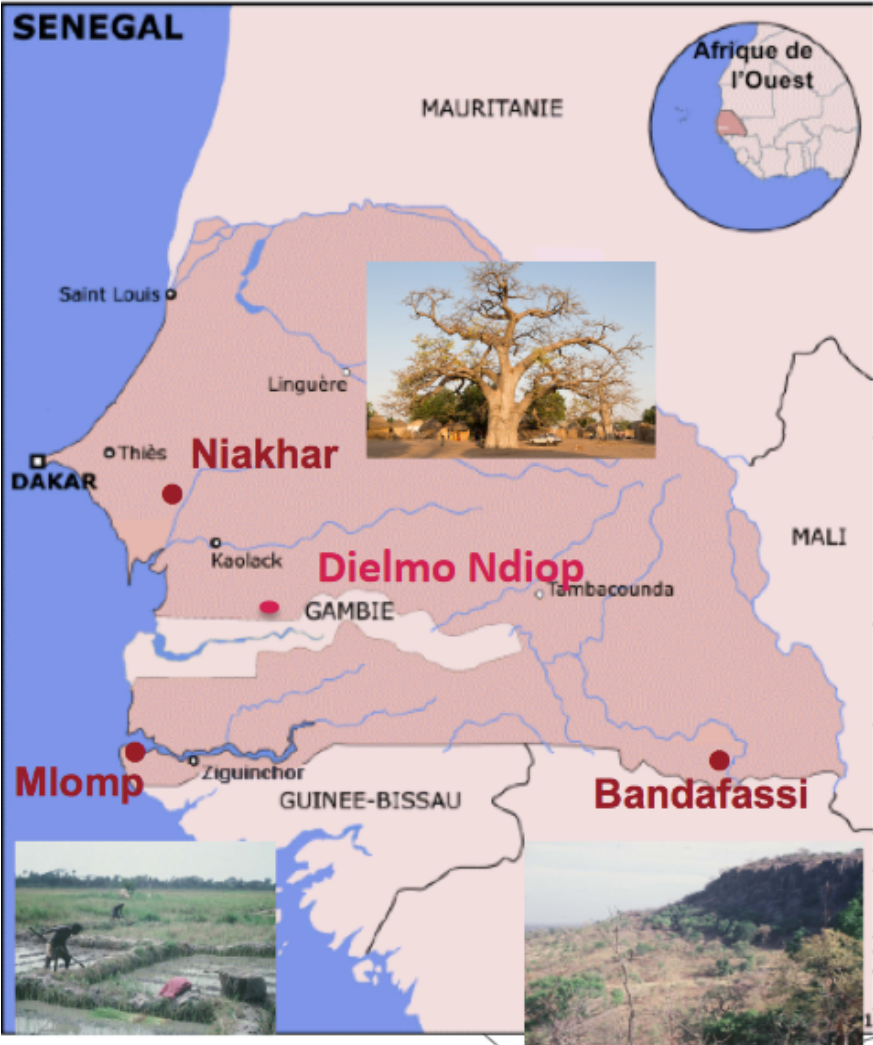 SENEGAL
Afrique de
l'Ouest
MAURITANIE
Saint Louis
Linguère
Thiès
Niakhar
DAKAR
MALI
Kaolack
Dielmo Ndiop
Tambacounda
GAMBIE
Mlomp
Ziguinchor
Bandafassi
GUINEE-BISSAU
1